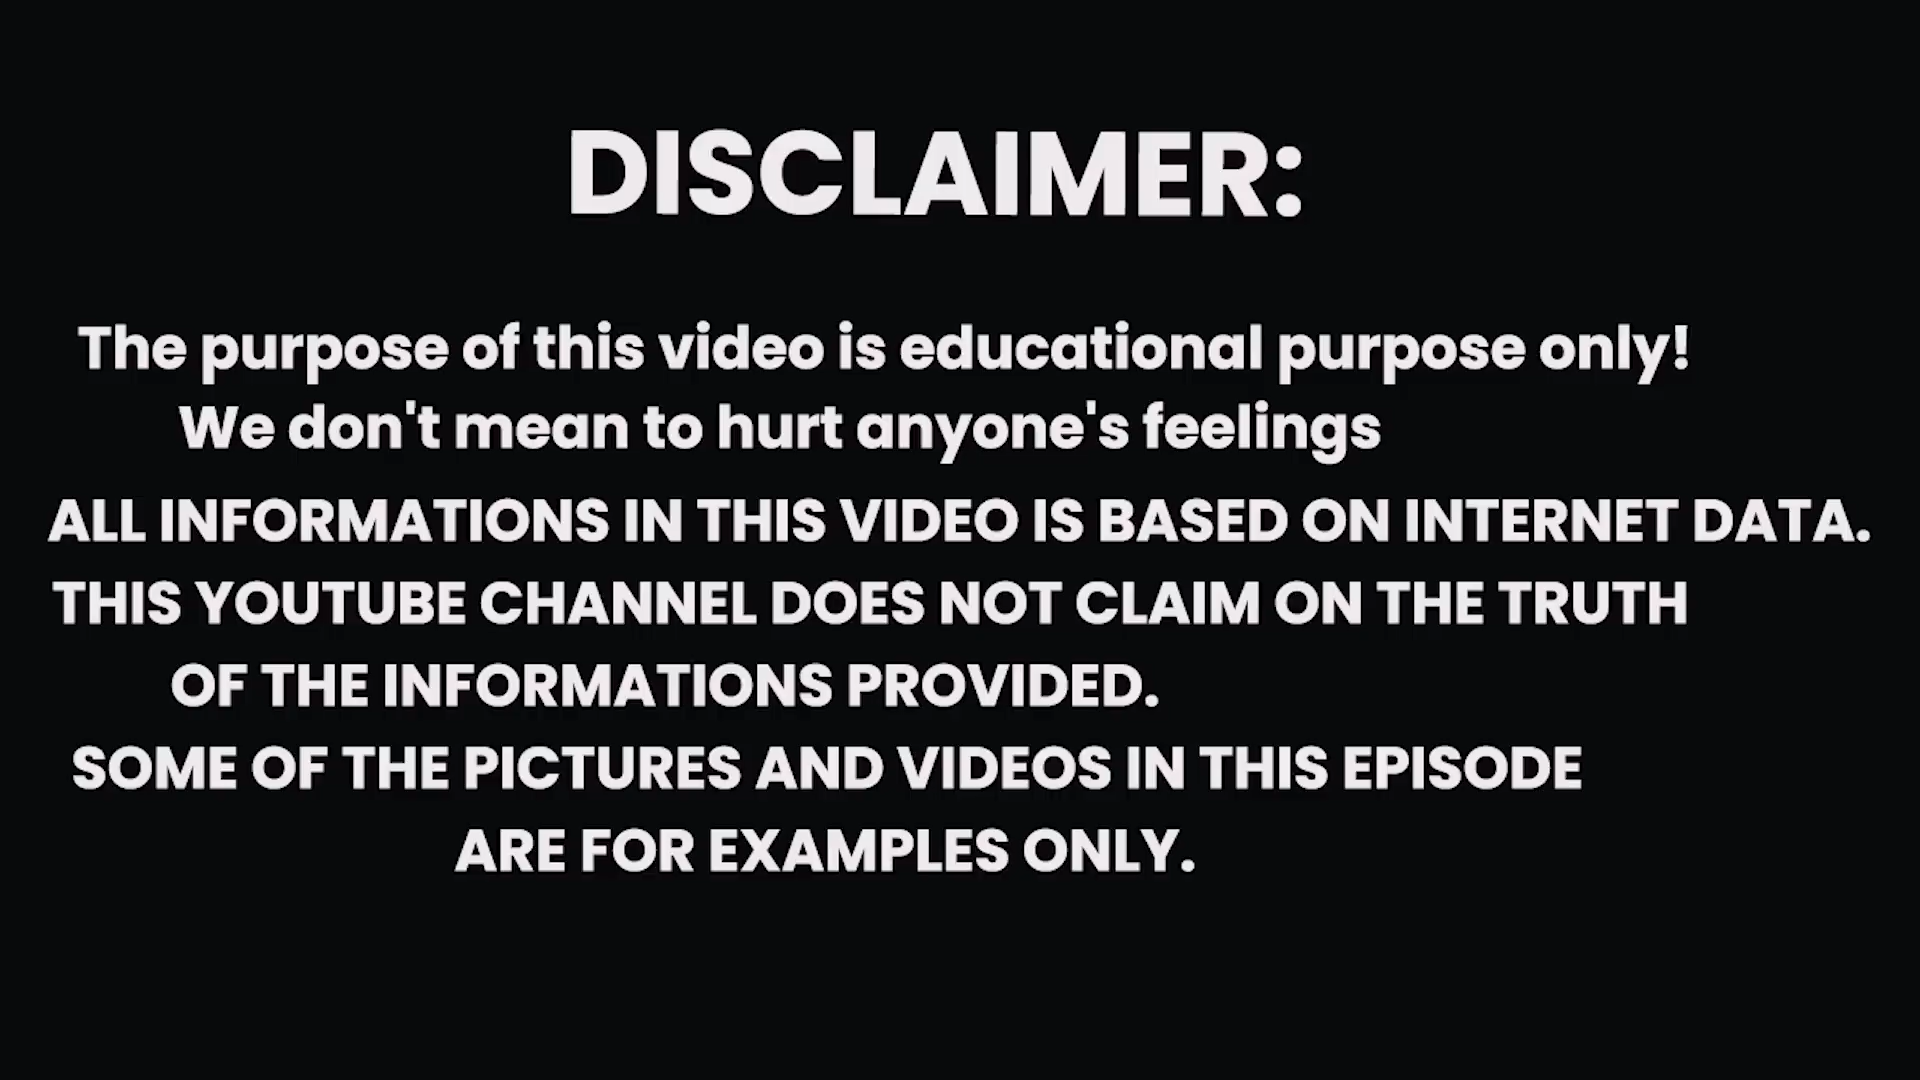 DISCLAIMER:
The purpose of this video is educational purpose only!
We don't mean to hurt anyone's feelings
ALL INFORMATIONS IN THIS VIDEO IS BASED ON INTERNET DATA.
THIS YOUTUBE CHANNEL DOES NOT CLAIM ON THE TRUTH
OF THE INFORMATIONS PROVIDED.
SOME OF THE PICTURES AND VIDEOS IN THIS EPISODE
ARE FOR EXAMPLES ONLY.